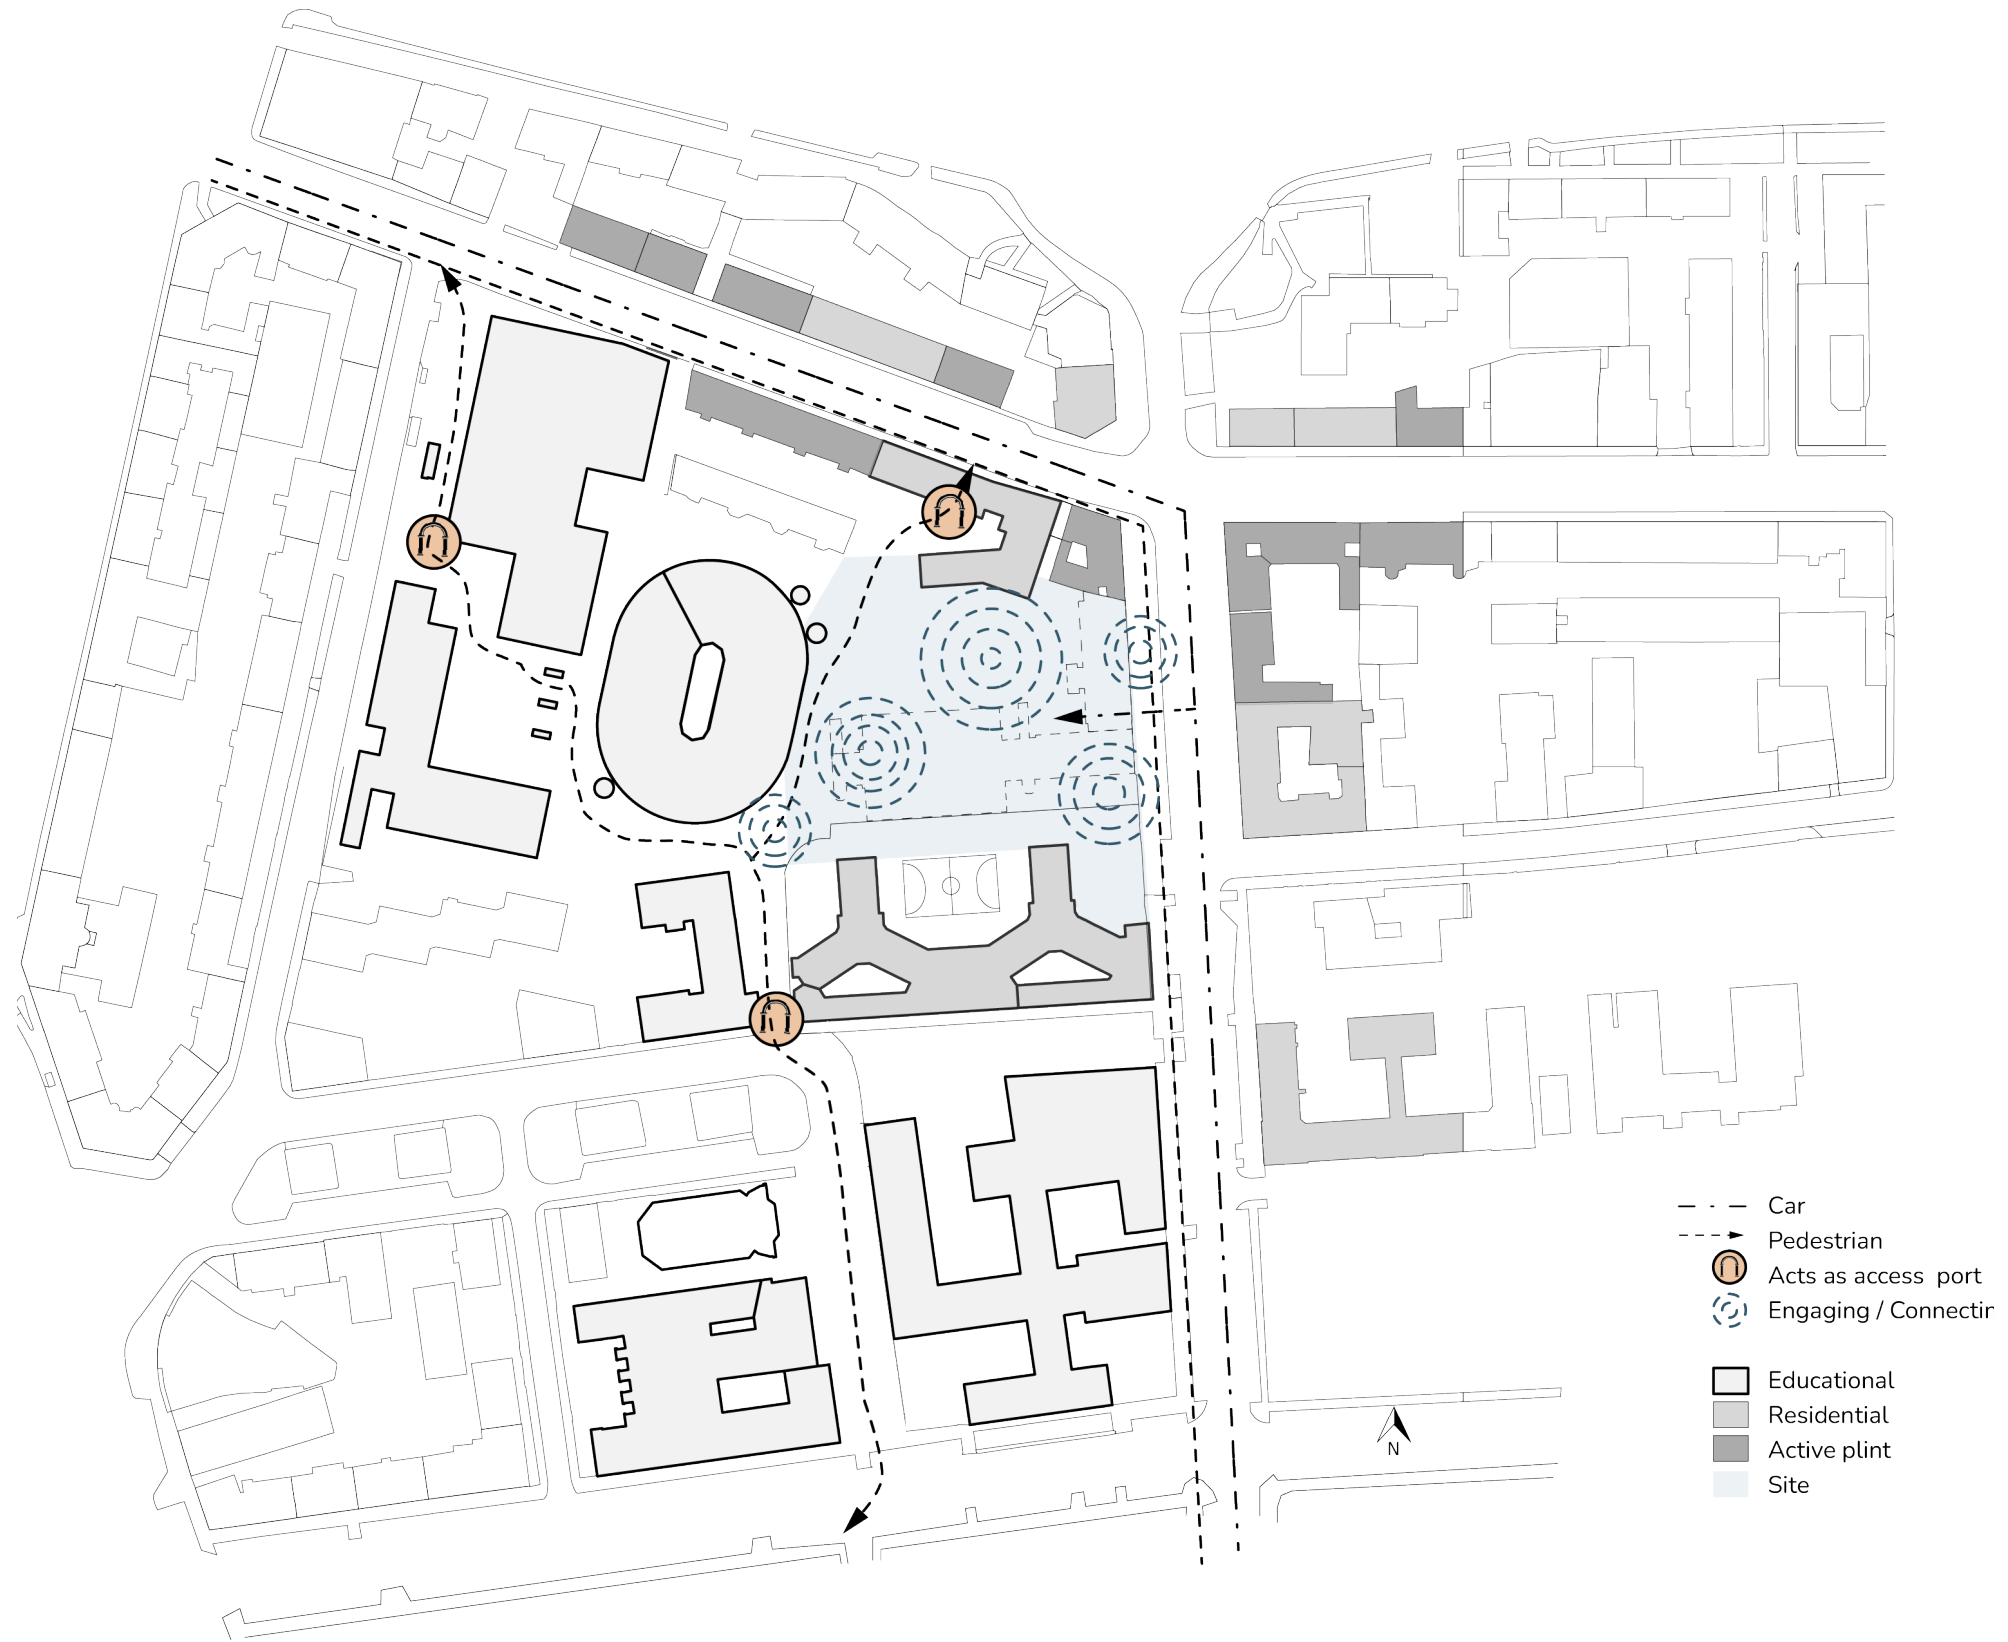 Car
Pedestrian
Acts as access port
Engaging / Connectin
N
Educational
Residential
Active plint
Site